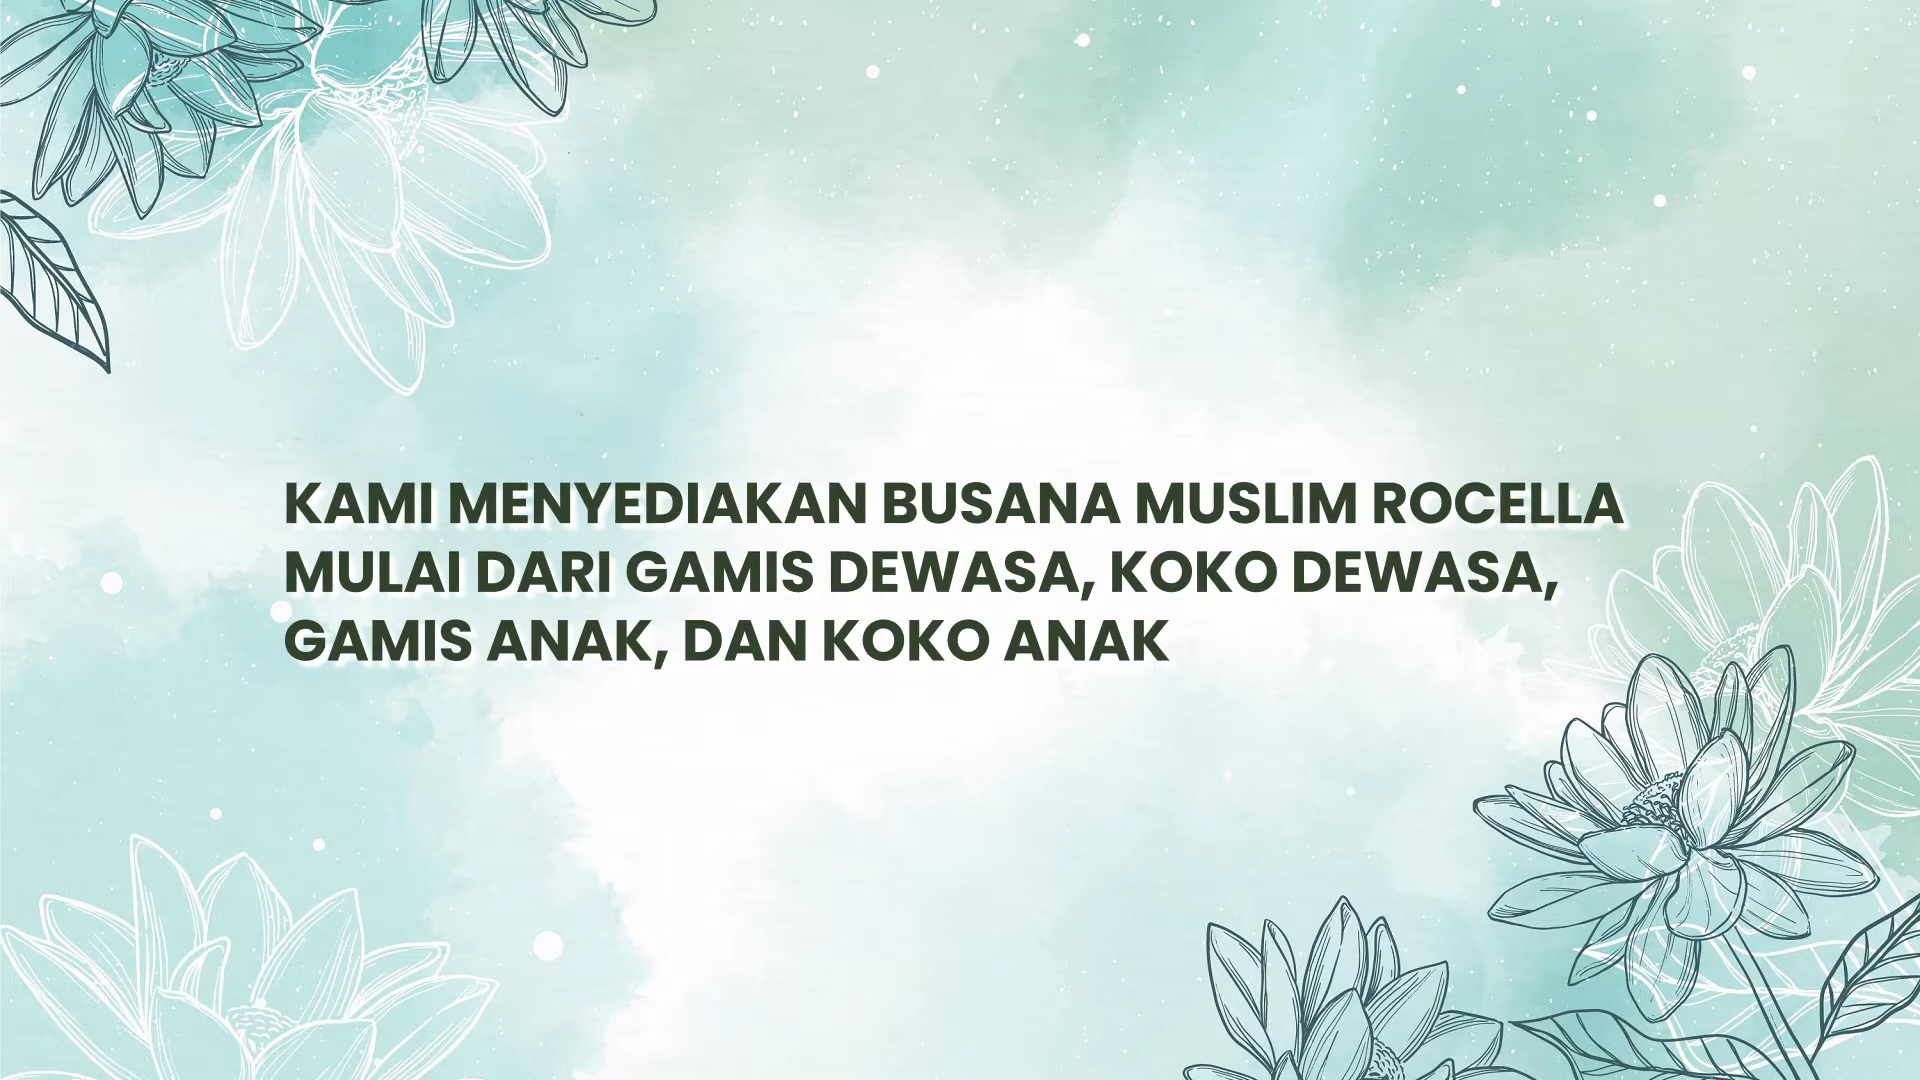 KAMI MENYEDIAKAN BUSANA MUSLIM ROCELLA
MULAI DARI GAMIS DEWASA, KOKO DEWASA,
GAMIS ANAK, DAN KOKO ANAK